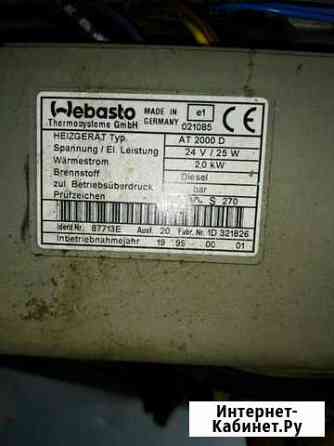 Webasto
Thermosysteme GmbH
MADE IN
GERMANY
e1
021085
CE
HEIZGERÄT Typ. AT 2000 D
Spannung / El. Leistung 24 V / 25 W
Wärmestrom 2,0 kW
Brennstoff Diesel
zul. Betriebsüberdruck bar
Prüfzeichen S 270
Ident Nr. 87713E Ausf. 20 Fabr. Nr. 1D 321826
Inbetriebnahmejahr 19 95 00 01
Интернет-
Кабинет.Ру